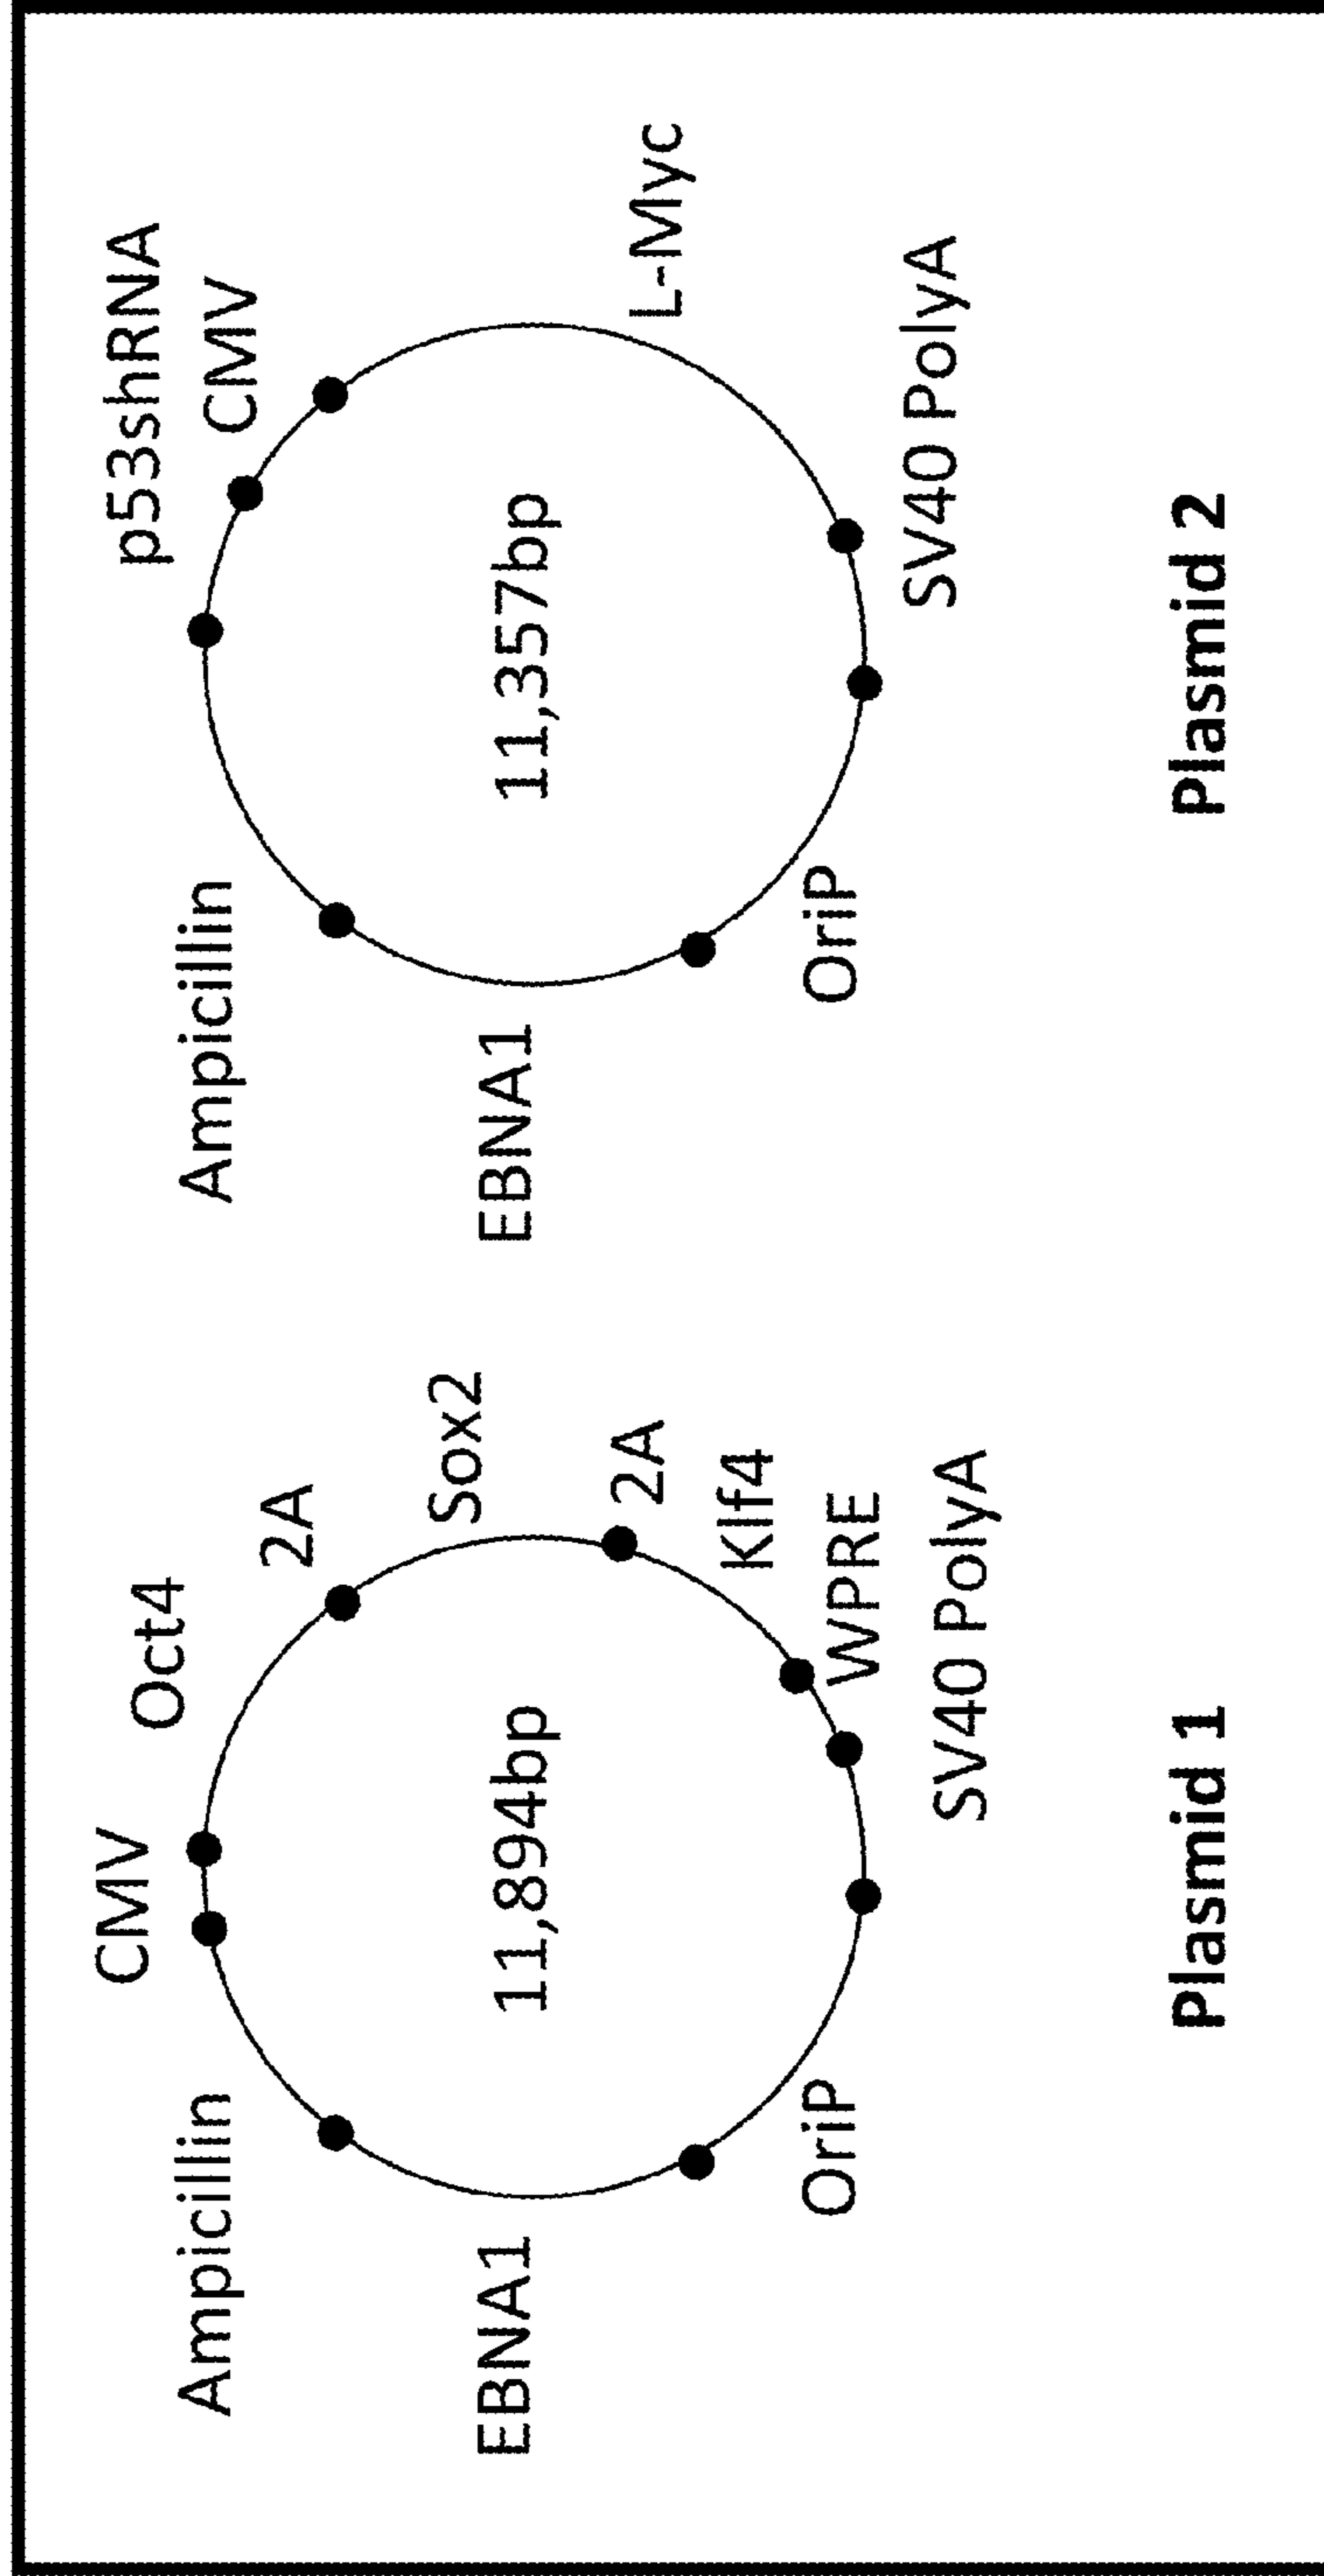 CMV
Oct4
2A
Sox2
2A
Klf4
WPRE
SV40 PolyA
OriP
EBNA1
Ampicillin
11,894bp
Plasmid 1
p53shRNA
CMV
L-Myc
SV40 PolyA
OriP
EBNA1
Ampicillin
11,357bp
Plasmid 2